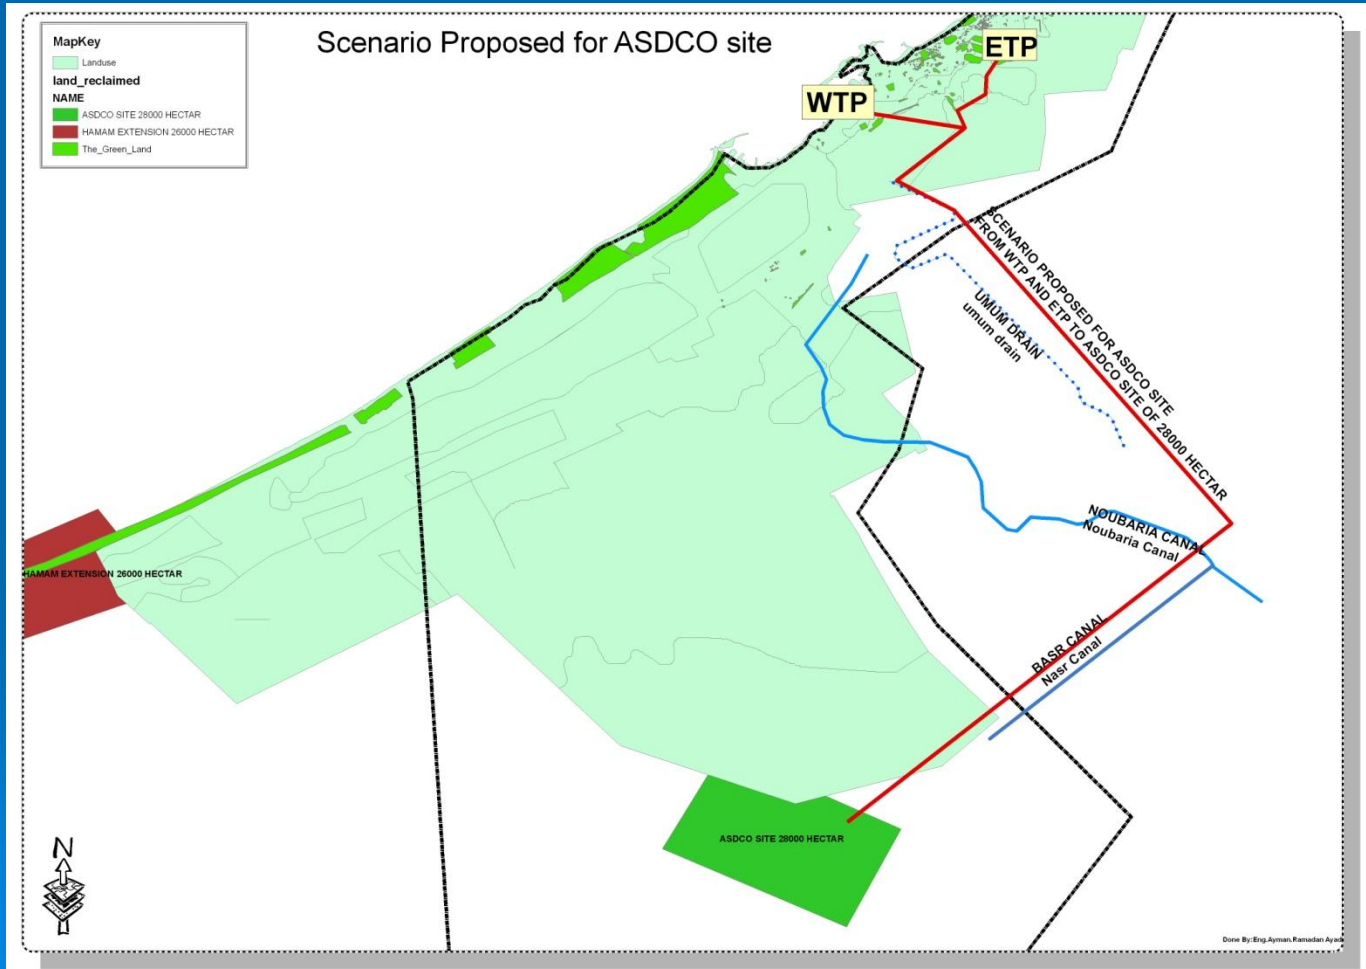 Scenario Proposed for ASDCO site
MapKey
Landuse
land_reclaimed
NAME
ASDCO SITE 28000 HECTAR
HAMAM EXTENSION 26000 HECTAR
The_Green_Land
ETP
WTP
SCENARIO PROPOSED FOR ASDCO SITE
FROM WTP AND ETP TO ASDCO SITE OF 28000 HECTAR
UMUM DRAIN
umum drain
NOUBARIA CANAL
Noubaria Canal
HAMAM EXTENSION 26000 HECTAR
BASR CANAL
Nasr Canal
ASDCO SITE 28000 HECTAR
N
Done By:Eng.Ayman.Ramadan Ayad